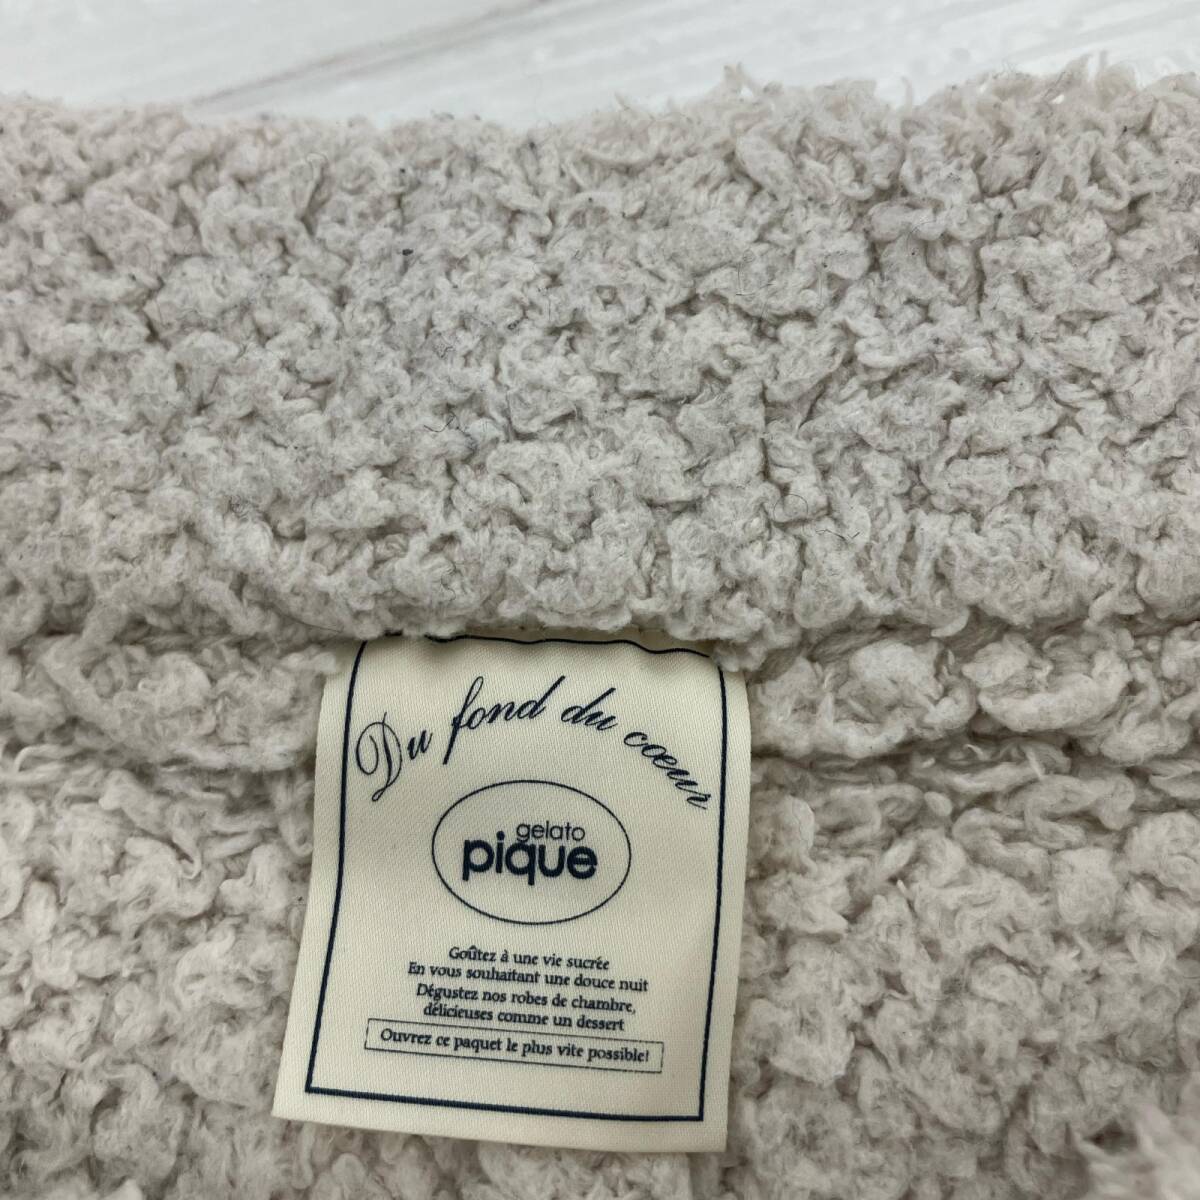 Du fond du coeur
gelato
pique
Goûtez à une vie sucrée
En vous souhaitant une douce nuit
Dégustez nos robes de chambre,
délicieuses comme un dessert
Ouvrez ce paquet le plus vite possible!